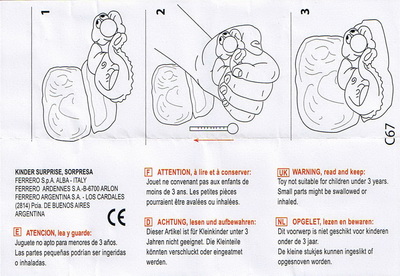 1
2
3
C67
KINDER SURPRISE, SORPRESA
FERRERO S.p.A. ALBA - ITALY
FERRERO ARDENNES S.A.-B-6700 ARLON
FERRERO ARGENTINA S.A. - LOS CARDALES
(2814) Pcia. DE BUENOS AIRES
ARGENTINA
CE
E ATENCION, lea y guarde:
Juguete no apto para menores de 3 años.
Las partes pequeñas podrían ser ingeridas
o inhaladas.
F ATTENTION, à lire et à conserver:
Jouet ne convenant pas aux enfants de
moins de 3 ans. Les petites pièces
pourraient être avalées ou inhalées.
D ACHTUNG, lesen und aufbewahren:
Dieser Artikel ist für Kleinkinder unter 3
Jahren nicht geeignet. Die Kleinteile
könnten verschluckt oder eingeatmet
werden.
UK WARNING, read and keep:
Toy not suitable for children under 3 years.
Small parts might be swallowed or
inhaled.
NL OPGELET, lezen en bewaren:
Dit voorwerp is niet geschikt voor kinderen
onder de 3 jaar.
De kleine stukjes kunnen ingeslikt of
opgesnoven worden.